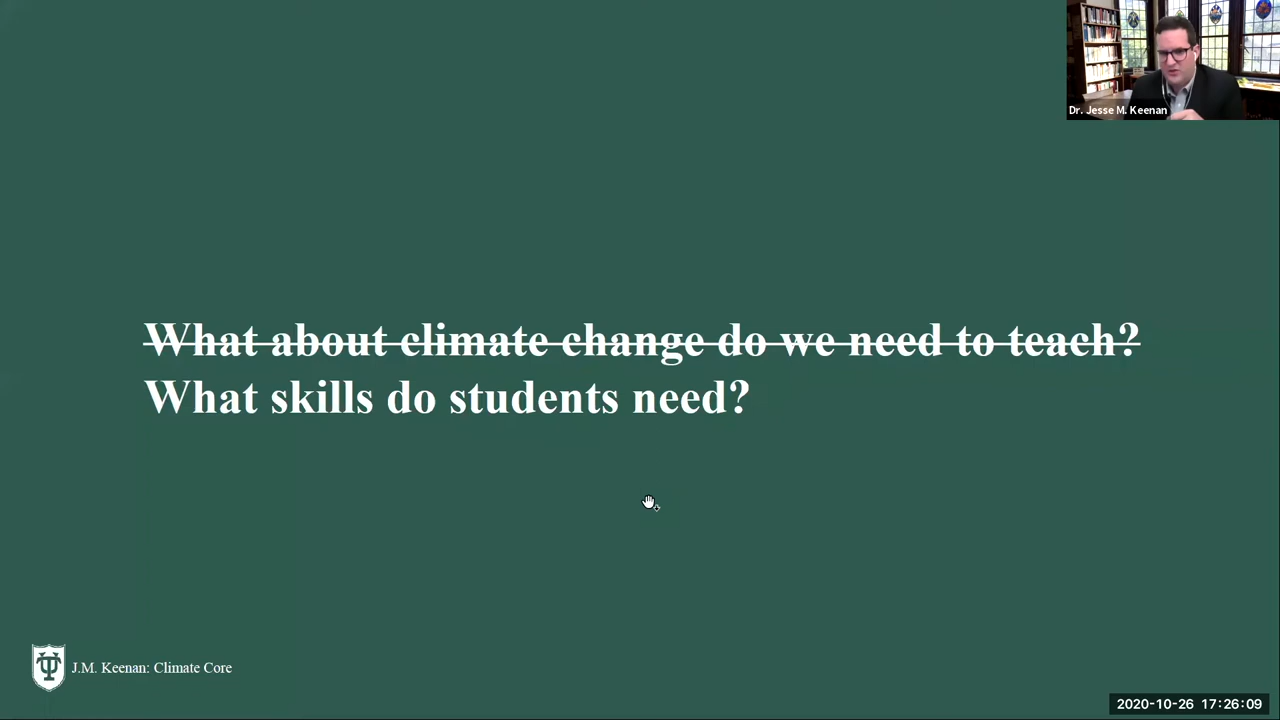 Dr. Jesse M. Keenan
What about climate change do we need to teach?
What skills do students need?
J.M. Keenan: Climate Core
2020-10-26 17:26:09